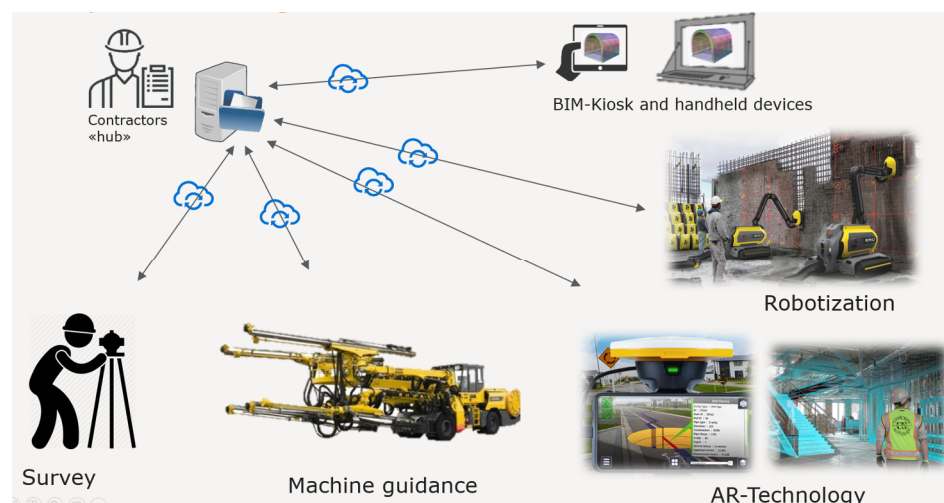 Contractors
«hub»
BIM-Kiosk and handheld devices
Robotization
Survey
Machine guidance
AR-Technology